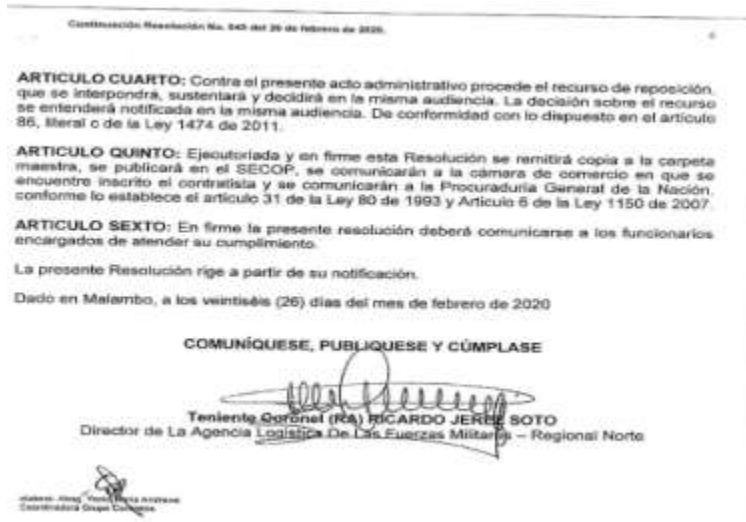 Continuación Resolución No. 043 del 26 de febrero de 2020.
ARTICULO CUARTO: Contra el presente acto administrativo procede el recurso de reposición,
que se interpondrá, sustentará y decidirá en la misma audiencia. La decisión sobre el recurso
se entenderá notificada en la misma audiencia. De conformidad con lo dispuesto en el artículo
86, literal c de la Ley 1474 de 2011.
ARTICULO QUINTO: Ejecutoriada y en firme esta Resolución se remitirá copia a la carpeta
maestra, se publicará en el SECOP, se comunicarán a la cámara de comercio en que se
encuentre inscrito el contratista y se comunicarán a la Procuraduría General de la Nación,
conforme lo establece el artículo 31 de la Ley 80 de 1993 y Articulo 6 de la Ley 1150 de 2007.
ARTICULO SEXTO: En firme la presente resolución deberá comunicarse a los funcionarios
encargados de atender su cumplimiento.
La presente Resolución rige a partir de su notificación.
Dado en Malambo, a los veintiséis (26) días del mes de febrero de 2020
COMUNÍQUESE, PUBLIQUESE Y CÚMPLASE
Teniente Coronel (RA) RICARDO JEREZ SOTO
Director de La Agencia Logística De Las Fuerzas Militares – Regional Norte
Coordinadora Grupo Contratos